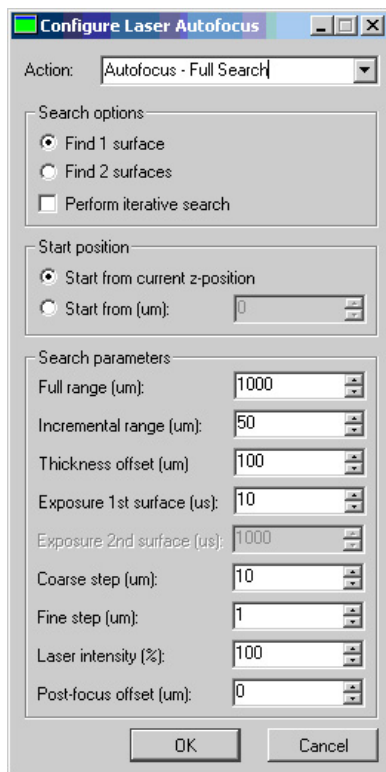 Configure Laser Autofocus
Action: Autofocus - Full Search
Search options
Find 1 surface
Find 2 surfaces
Perform iterative search
Start position
Start from current z-position
Start from (um): 0
Search parameters
Full range (um): 1000
Incremental range (um): 50
Thickness offset (um) 100
Exposure 1st surface (us): 10
Exposure 2nd surface (us): 1000
Coarse step (um): 10
Fine step (um): 1
Laser intensity (%): 100
Post-focus offset (um): 0
OK Cancel